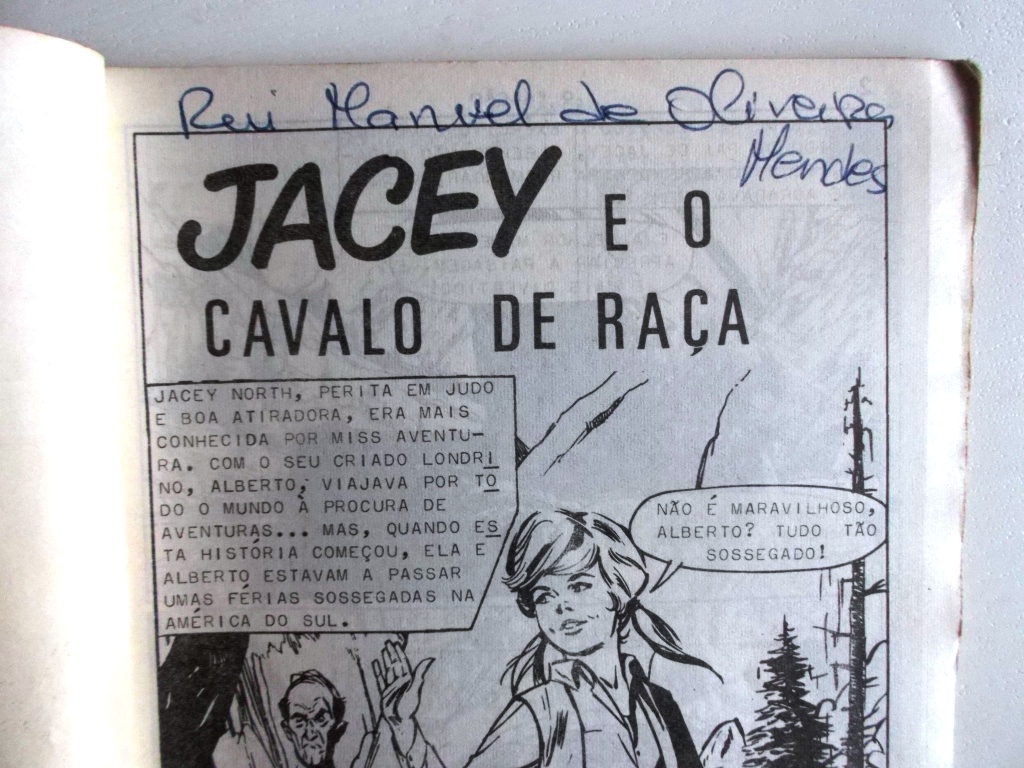 Rui Manuel de Oliveira
Mendes
JACEY E O
CAVALO DE RAÇA
JACEY NORTH, PERITA EM JUDO
E BOA ATIRADORA, ERA MAIS
CONHECIDA POR MISS AVENTU-
RA. COM O SEU CRIADO LONDRI
NO, ALBERTO, VIAJAVA POR TO
DO O MUNDO À PROCURA DE
AVENTURAS... MAS, QUANDO ES
TA HISTÓRIA COMEÇOU, ELA E
ALBERTO ESTAVAM A PASSAR
UMAS FÉRIAS SOSSEGADAS NA
AMÉRICA DO SUL.
NÃO É MARAVILHOSO,
ALBERTO? TUDO TÃO
SOSSEGADO!